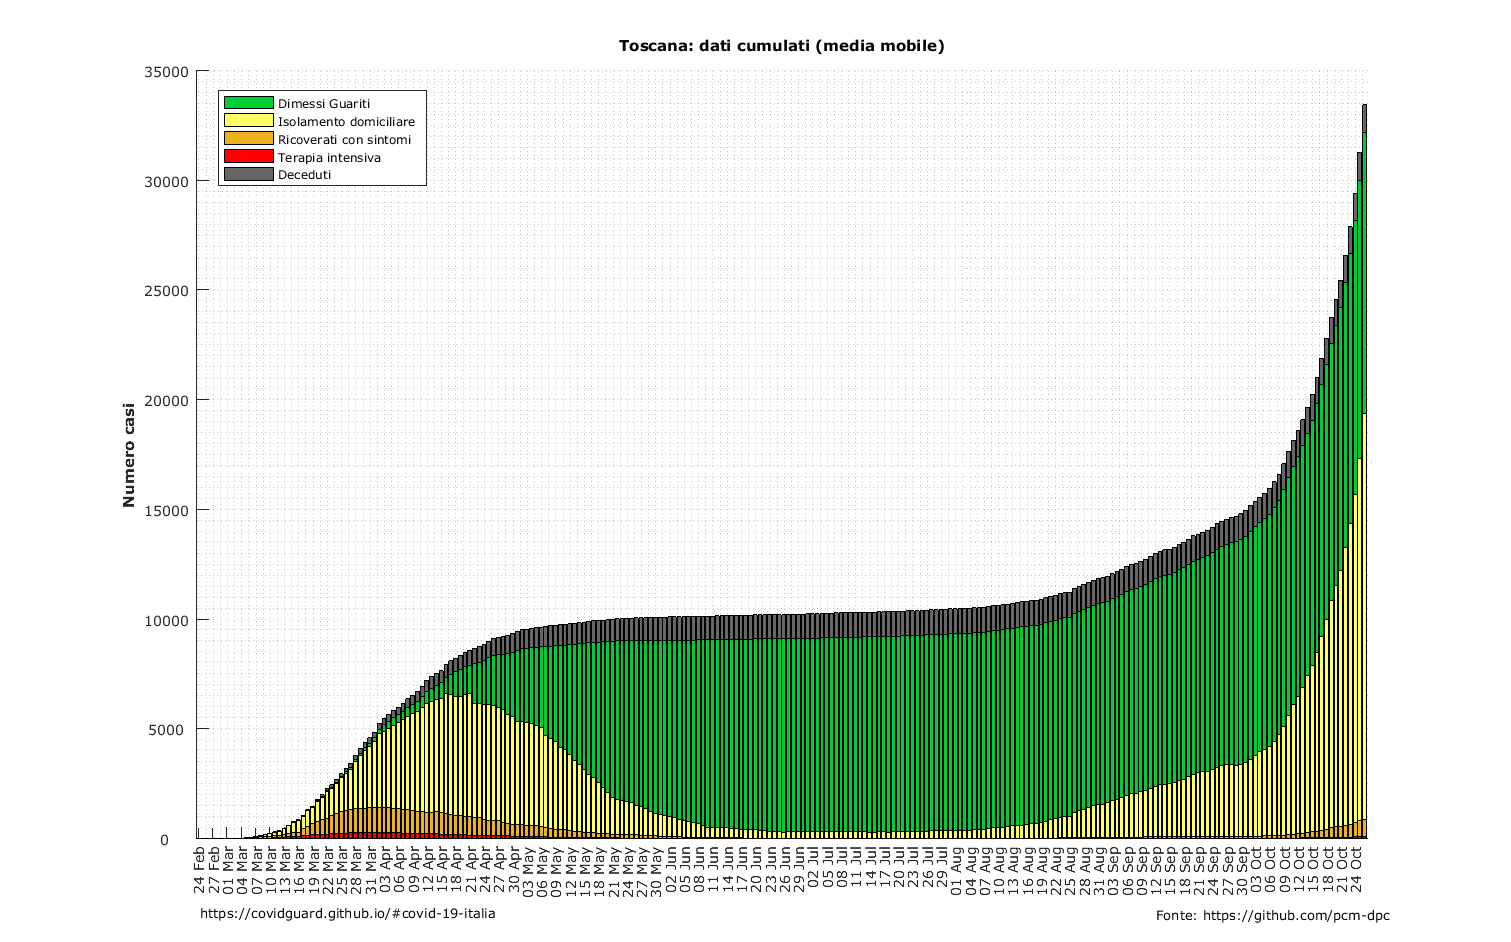 Toscana: dati cumulati (media mobile)
35000
30000
25000
20000
15000
10000
5000
0
Numero casi
Dimessi Guariti
Isolamento domiciliare
Ricoverati con sintomi
Terapia intensiva
Deceduti
24 Feb
27 Feb
01 Mar
04 Mar
07 Mar
10 Mar
13 Mar
16 Mar
19 Mar
22 Mar
25 Mar
28 Mar
31 Mar
03 Apr
06 Apr
09 Apr
12 Apr
15 Apr
18 Apr
21 Apr
24 Apr
27 Apr
30 Apr
03 May
06 May
09 May
12 May
15 May
18 May
21 May
24 May
27 May
30 May
02 Jun
05 Jun
08 Jun
11 Jun
14 Jun
17 Jun
20 Jun
23 Jun
26 Jun
29 Jun
02 Jul
05 Jul
08 Jul
11 Jul
14 Jul
17 Jul
20 Jul
23 Jul
26 Jul
29 Jul
01 Aug
04 Aug
07 Aug
10 Aug
13 Aug
16 Aug
19 Aug
22 Aug
25 Aug
28 Aug
31 Aug
03 Sep
06 Sep
09 Sep
12 Sep
15 Sep
18 Sep
21 Sep
24 Sep
27 Sep
30 Sep
03 Oct
06 Oct
09 Oct
12 Oct
15 Oct
18 Oct
21 Oct
24 Oct
https://covidguard.github.io/#covid-19-italia
Fonte: https://github.com/pcm-dpc